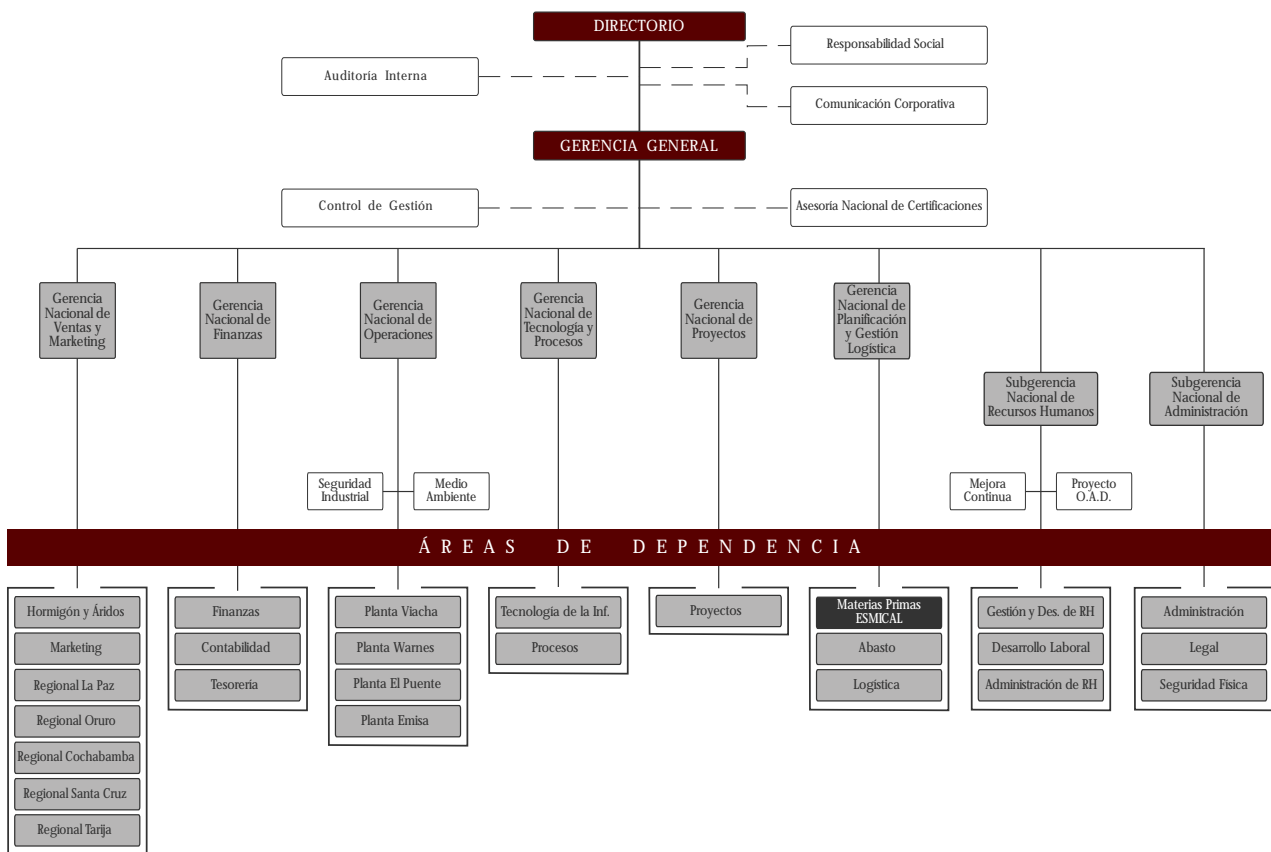 DIRECTORIO
Responsabilidad Social
Auditoría Interna
Comunicación Corporativa
GERENCIA GENERAL
Control de Gestión
Asesoría Nacional de Certificaciones
Gerencia
Nacional de
Ventas y
Marketing
Gerencia
Nacional de
Finanzas
Gerencia
Nacional de
Operaciones
Gerencia
Nacional de
Tecnología y
Procesos
Gerencia
Nacional de
Proyectos
Gerencia
Nacional de
Planificación
y Gestión
Logística
Subgerencia
Nacional de
Recursos Humanos
Subgerencia
Nacional de
Administración
Seguridad
Industrial
Medio
Ambiente
Mejora
Continua
Proyecto
O.A.D.
ÁREAS DE DEPENDENCIA
Hormigón y Áridos
Marketing
Regional La Paz
Regional Oruro
Regional Cochabamba
Regional Santa Cruz
Regional Tarija
Finanzas
Contabilidad
Tesorería
Planta Viacha
Planta Warnes
Planta El Puente
Planta Emisa
Tecnología de la Inf.
Procesos
Proyectos
Materias Primas
ESMICAL
Abasto
Logística
Gestión y Des. de RH
Desarrollo Laboral
Administración de RH
Administración
Legal
Seguridad Fisica